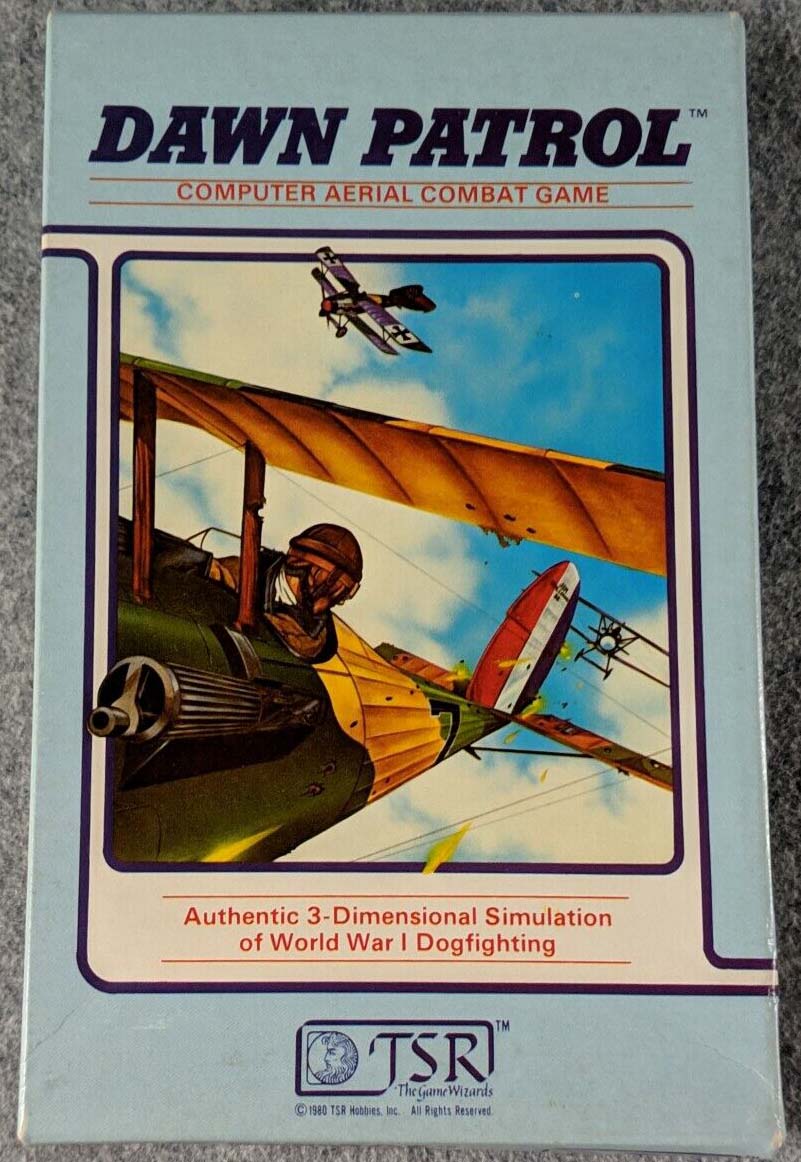 DAWN PATROL™
COMPUTER AERIAL COMBAT GAME
7
Authentic 3-Dimensional Simulation
of World War I Dogfighting
TSR™
The Game Wizards
© 1980 TSR Hobbies, Inc. All Rights Reserved.